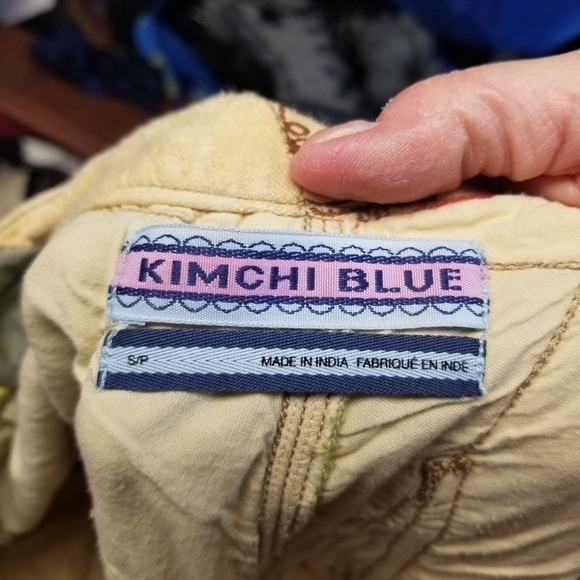 KIMCHI BLUE
S/P MADE IN INDIA FABRIQUÉ EN INDE